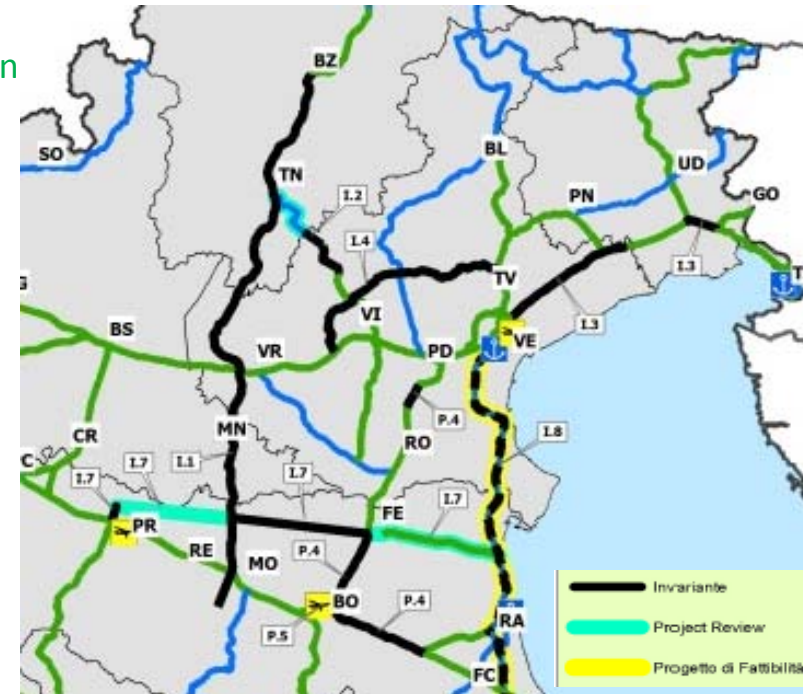 n
BZ
SO
TN
BL
UD
PN
GO
I.2
I.4
I.3
TV
T
VI
I.3
BS
VR
PD
VE
P.4
MN
CR
RO
I.8
C
I.7
I.7
I.1
I.7
FE
I.7
PR
RE
MO
P.4
BO
P.4
P.5
RA
FC
Invariante
Project Review
Progetto di Fattibilità